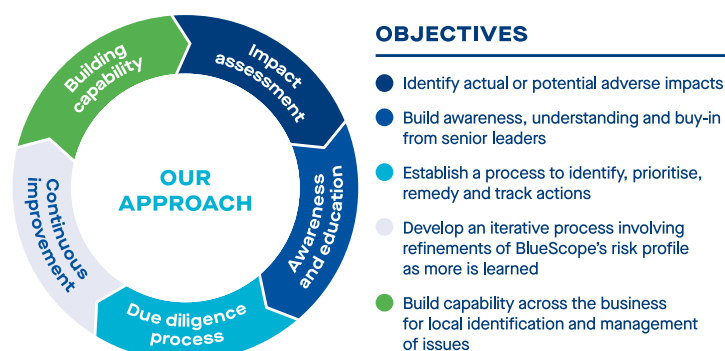 Building
capability
Impact
assessment
Awareness
and education
Due diligence
process
Continuous
improvement
OUR
APPROACH
OBJECTIVES
Identify actual or potential adverse impacts
Build awareness, understanding and buy-in
from senior leaders
Establish a process to identify, prioritise,
remedy and track actions
Develop an iterative process involving
refinements of BlueScope's risk profile
as more is learned
Build capability across the business
for local identification and management
of issues